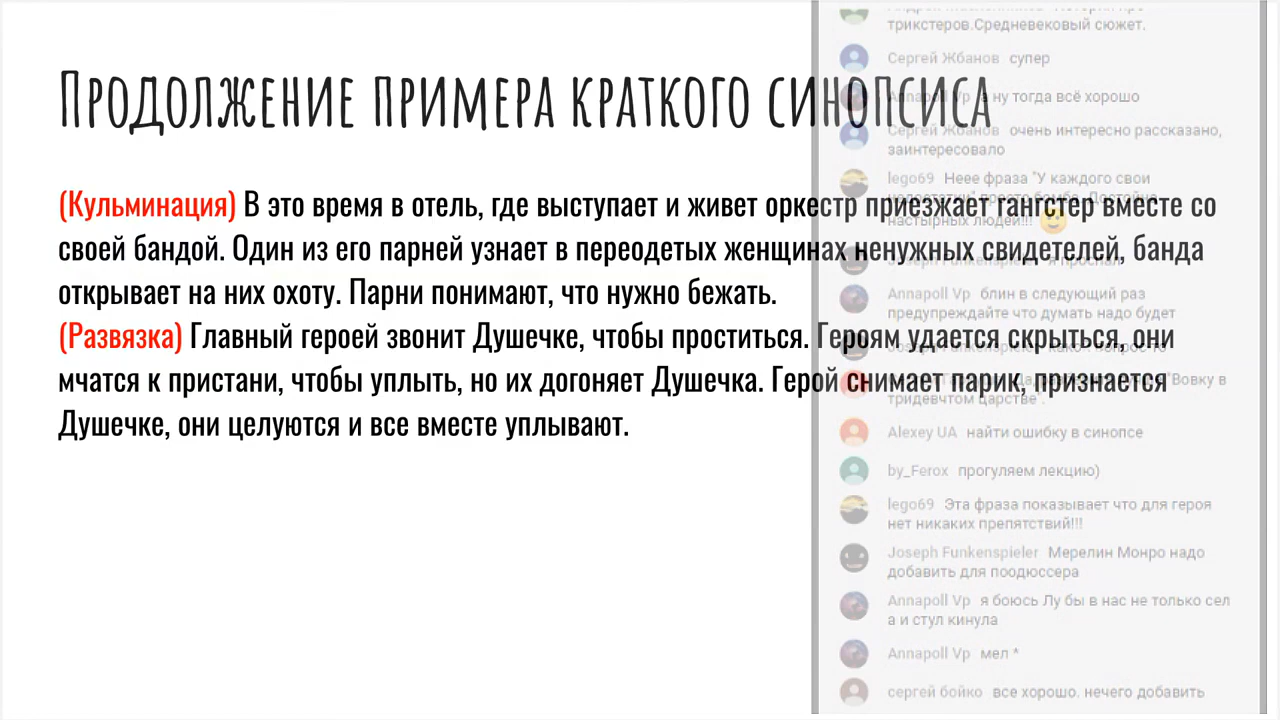 Продолжение примера краткого синопсиса
(Кульминация) В это время в отель, где выступает и живет оркестр приезжает гангстер вместе со
своей бандой. Один из его парней узнает в переодетых женщинах ненужных свидетелей, банда
открывает на них охоту. Парни понимают, что нужно бежать.
(Развязка) Главный героей звонит Душечке, чтобы проститься. Героям удается скрыться, они
мчатся к пристани, чтобы уплыть, но их догоняет Душечка. Герой снимает парик, признается
Душечке, они целуются и все вместе уплывают.
трикстеров.Средневековый сюжет.
Сергей Жбанов супер
Annapoll Vp а ну тогда всё хорошо
Сергей Жбанов очень интересно рассказано,
заинтересовало
lego69 Неее фраза "У каждого свои
настырных людей!!!
Annapoll Vp блин в следующий раз
предупреждайте что думать надо будет
"Вовку в
тридевчтом царстве".
Alexey UA найти ошибку в синопсе
by_Ferox прогуляем лекцию)
lego69 Эта фраза показывает что для героя
нет никаких препятствий!!!
Joseph Funkenspieler Мерелин Монро надо
добавить для поодюссера
Annapoll Vp я боюсь Лу бы в нас не только сел
а и стул кинула
Annapoll Vp мел *
сергей бойко все хорошо. нечего добавить